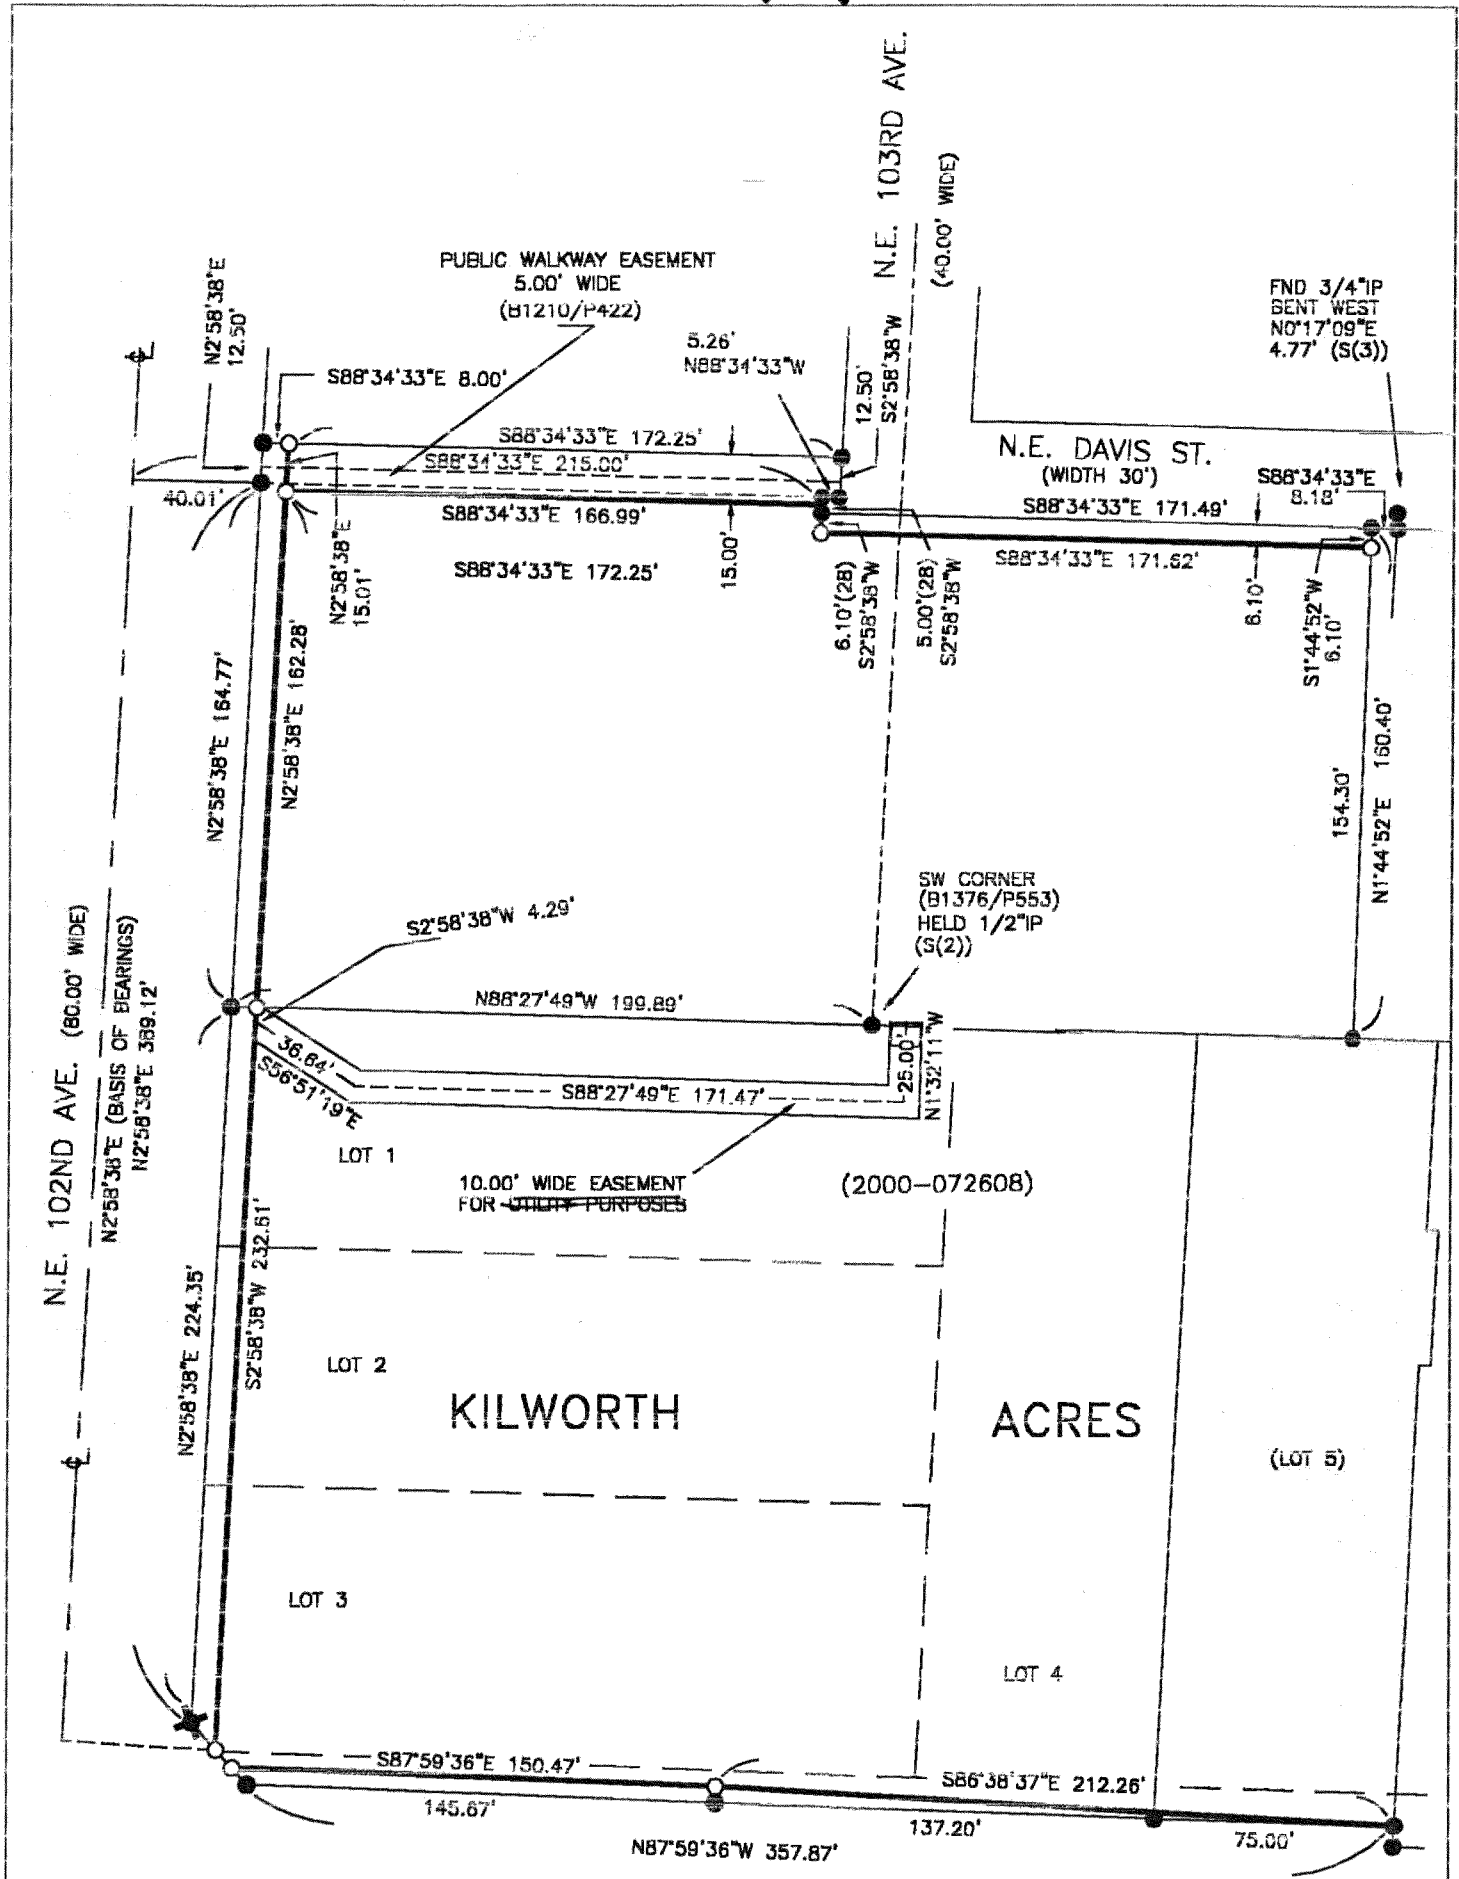 N.E. 103RD AVE.
(40.00' WIDE)
PUBLIC WALKWAY EASEMENT
5.00' WIDE
(B1210/P422)
N2°58'38"E
12.50'
S88°34'33"E 8.00'
5.26'
N88°34'33"W
12.50'
S2°58'38"W
FND 3/4"IP
BENT WEST
N0°17'09"E
4.77' (S(3))
S88°34'33"E 172.25'
S88°34'33"E 215.00'
N.E. DAVIS ST.
(WIDTH 30')
S88°34'33"E
8.18'
40.01'
S88°34'33"E 166.99'
S88°34'33"E 171.49'
S88°34'33"E 172.25'
15.00'
S88°34'33"E 171.62'
N2°58'38"E
15.01'
6.10'(28)
S2°58'38"W
5.00'(28)
S2°58'38"W
6.10'
S1°44'52"W
6.10'
N2°58'38"E 164.77'
N2°58'38"E 162.28'
154.30'
N1°44'52"E 160.40'
SW CORNER
(B1376/P553)
HELD 1/2"IP
(S(2))
S2°58'38"W 4.29'
N88°27'49"W 199.89'
36.64'
S56°51'19"E
S88°27'49"E 171.47'
25.00'
N1°32'11"W
N.E. 102ND AVE. (80.00' WIDE)
N2°58'38"E (BASIS OF BEARINGS)
N2°58'38"E 389.12'
LOT 1
10.00' WIDE EASEMENT
FOR UTILITY PURPOSES
(2000-072608)
N2°58'38"E 224.35'
S2°58'38"W 232.61'
LOT 2
KILWORTH ACRES
(LOT 5)
LOT 3
LOT 4
S87°59'36"E 150.47'
S86°38'37"E 212.26'
145.67'
137.20'
75.00'
N87°59'36"W 357.87'